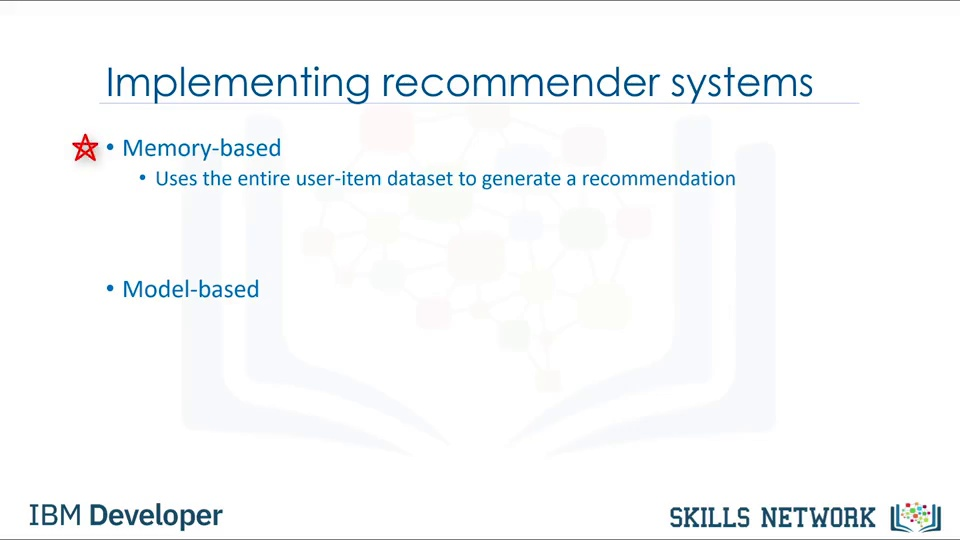 Implementing recommender systems
• Memory-based
• Uses the entire user-item dataset to generate a recommendation
• Model-based
IBM Developer
SKILLS NETWORK